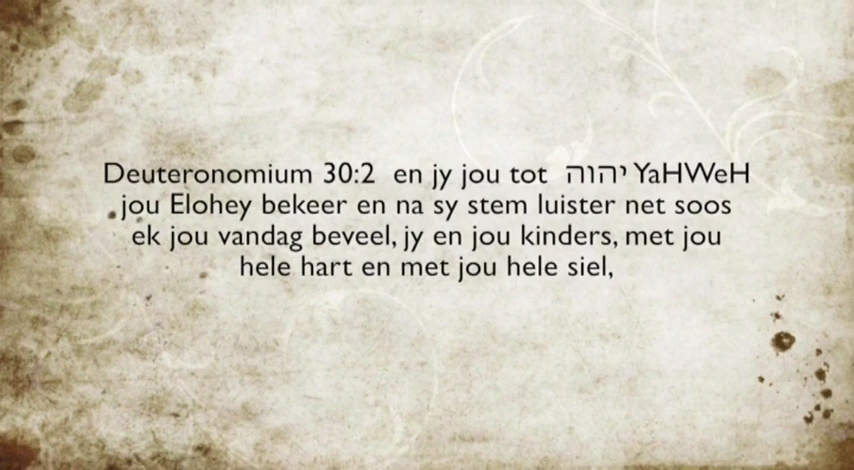 Deuteronomium 30:2 en jy jou tot יהוה YaHWeH
jou Elohey bekeer en na sy stem luister net soos
ek jou vandag beveel, jy en jou kinders, met jou
hele hart en met jou hele siel,